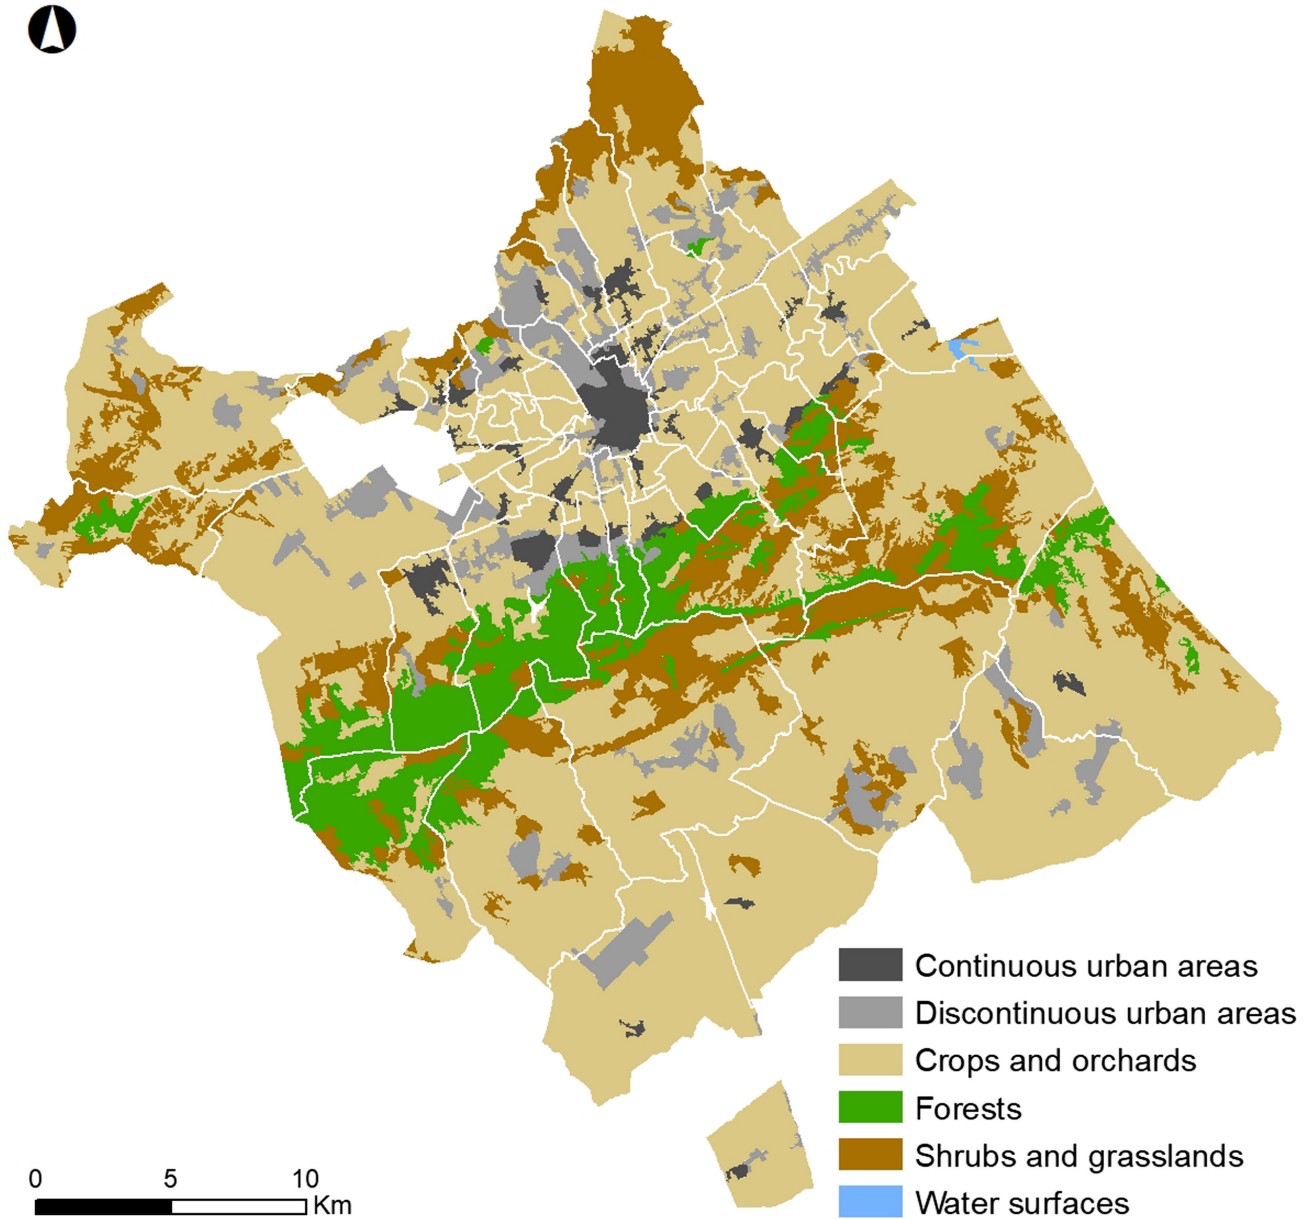 Continuous urban areas
Discontinuous urban areas
Crops and orchards
Forests
Shrubs and grasslands
Water surfaces
0 5 10
Km